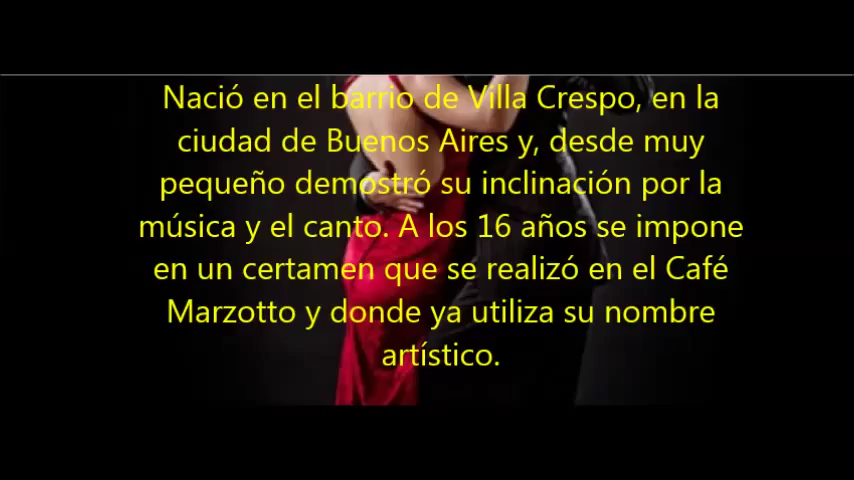 Nació en el barrio de Villa Crespo, en la
ciudad de Buenos Aires y, desde muy
pequeño demostró su inclinación por la
música y el canto. A los 16 años se impone
en un certamen que se realizó en el Café
Marzotto y donde ya utiliza su nombre
artístico.